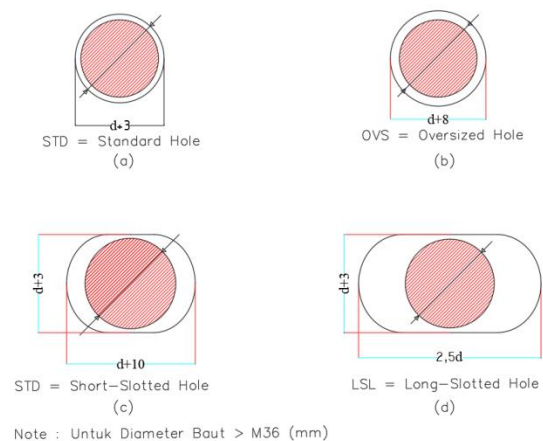 d+3
STD = Standard Hole
(a)
d+8
OVS = Oversized Hole
(b)
d+3
d+10
STD = Short-Slotted Hole
(c)
d+3
2,5d
LSL = Long-Slotted Hole
(d)
Note : Untuk Diameter Baut > M36 (mm)